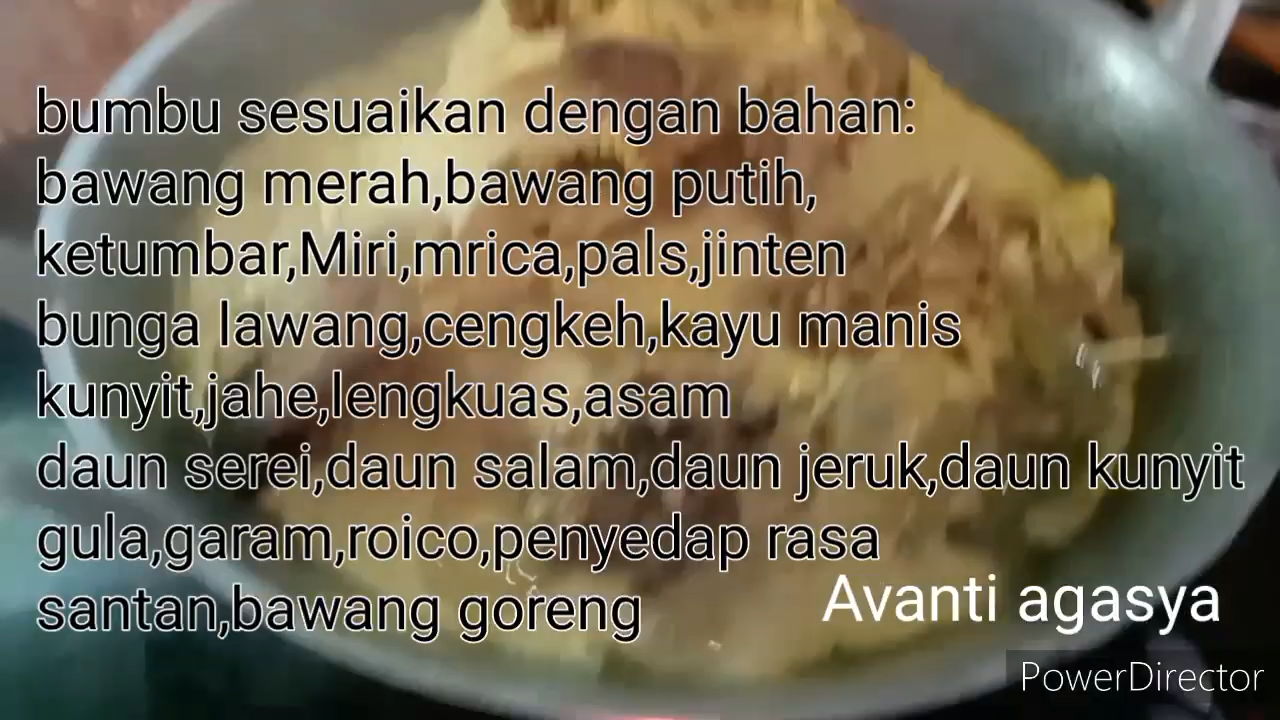 bumbu sesuaikan dengan bahan:
bawang merah,bawang putih,
ketumbar,Miri,mrica,pals,jinten
bunga lawang,cengkeh,kayu manis
kunyit,jahe,lengkuas,asam
daun serei,daun salam,daun jeruk,daun kunyit
gula,garam,roico,penyedap rasa
santan,bawang goreng
Avanti agasya
PowerDirector